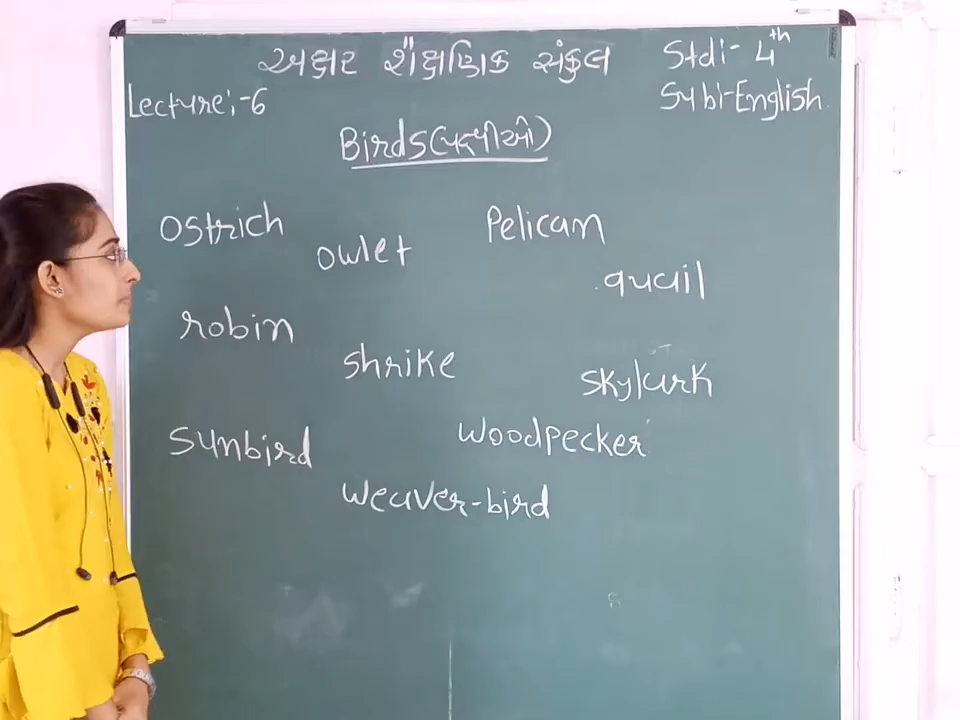 અક્ષર શૈક્ષણિક સંકુલ
Std:- 4th
Lecture:-6
Sub:-English.
Birds(પક્ષીઓ)
ostrich
owlet
Pelican
quail
robin
shrike
skylark
sunbird
woodpecker
weaver-bird